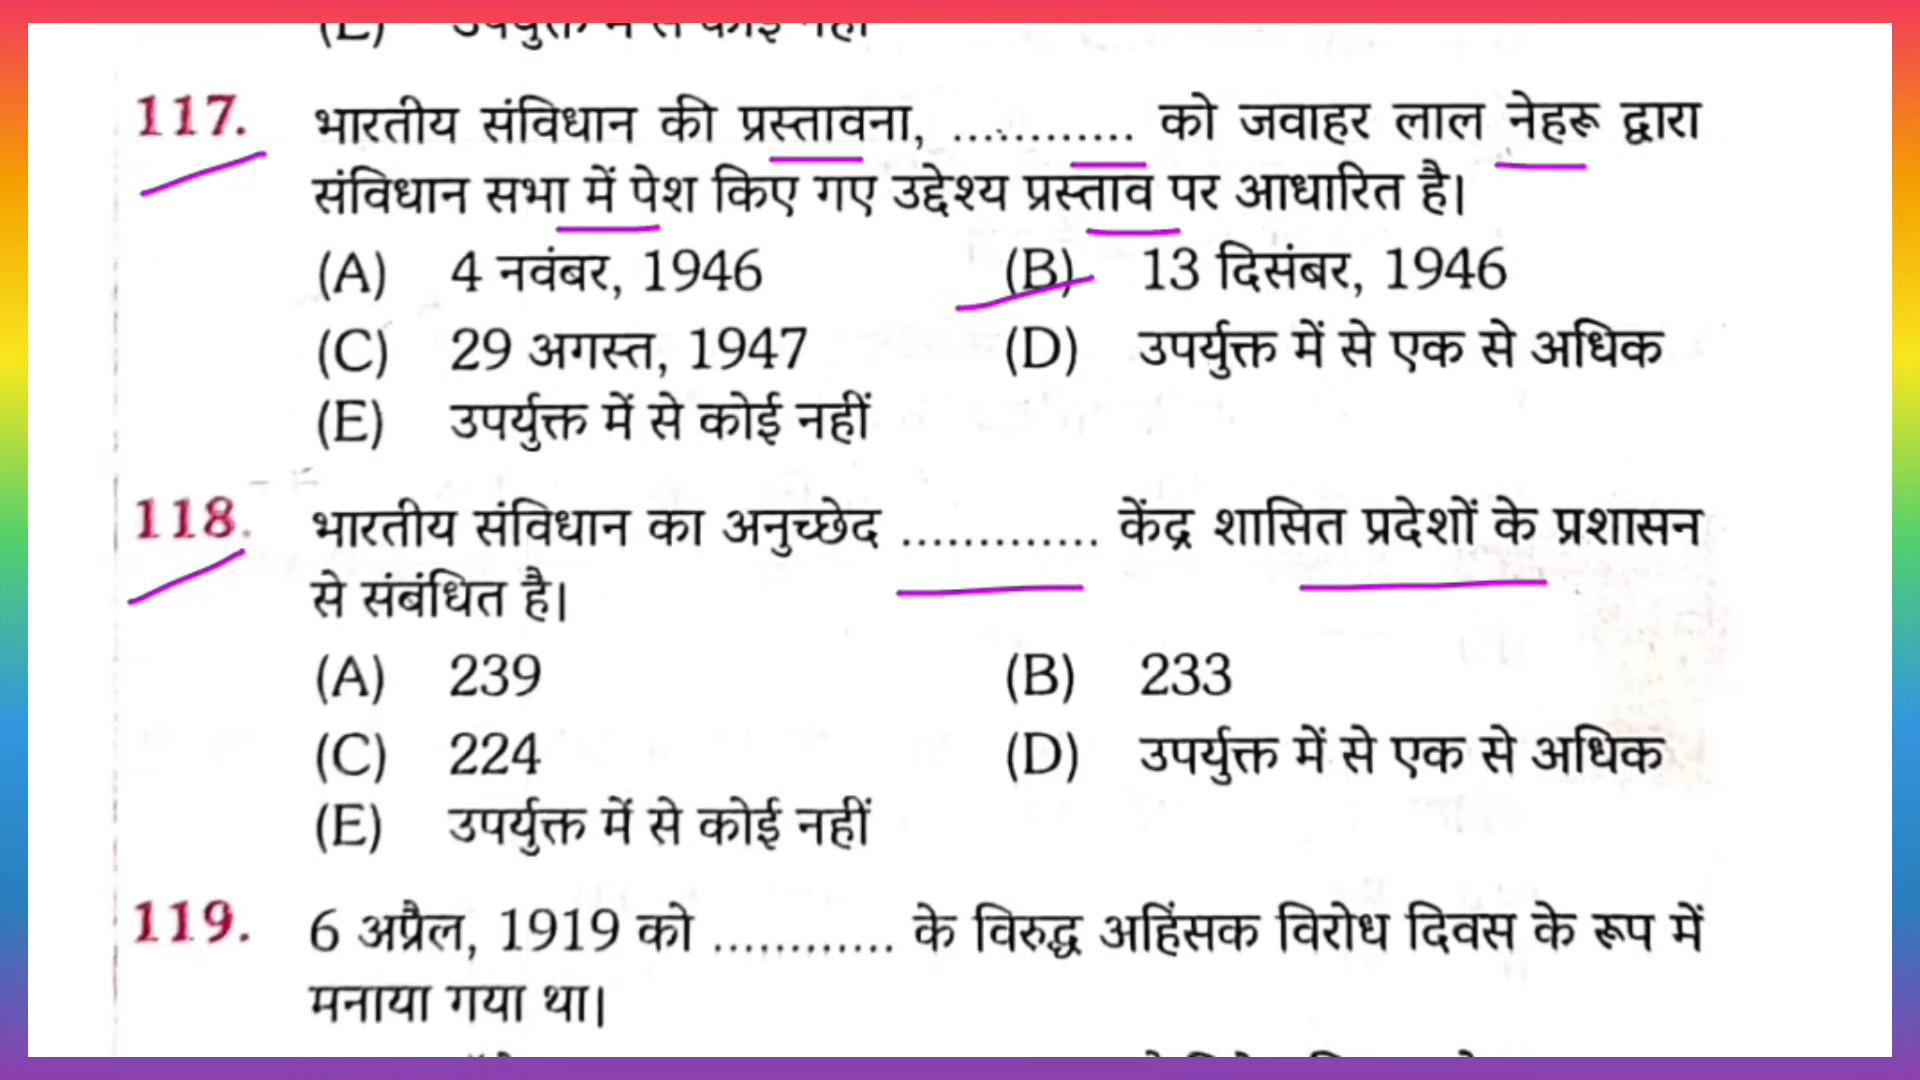 (E) उपर्युक्त में से कोई नहीं
117. भारतीय संविधान की प्रस्तावना, ............. को जवाहर लाल नेहरू द्वारा
संविधान सभा में पेश किए गए उद्देश्य प्रस्ताव पर आधारित है।
(A) 4 नवंबर, 1946 (B) 13 दिसंबर, 1946
(C) 29 अगस्त, 1947 (D) उपर्युक्त में से एक से अधिक
(E) उपर्युक्त में से कोई नहीं
118. भारतीय संविधान का अनुच्छेद ............. केंद्र शासित प्रदेशों के प्रशासन
से संबंधित है।
(A) 239 (B) 233
(C) 224 (D) उपर्युक्त में से एक से अधिक
(E) उपर्युक्त में से कोई नहीं
119. 6 अप्रैल, 1919 को ............ के विरुद्ध अहिंसक विरोध दिवस के रूप में
मनाया गया था।